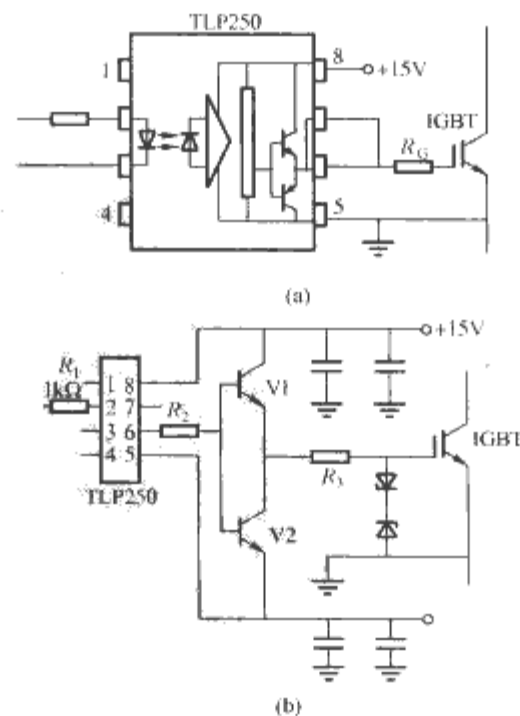 TLP250
1
8
+15V
IGBT
R_G
4
5
(a)
+15V
R_1
1kΩ
1 8
2 7
3 6
4 5
R_2
V1
IGBT
R_3
TLP250
V2
(b)